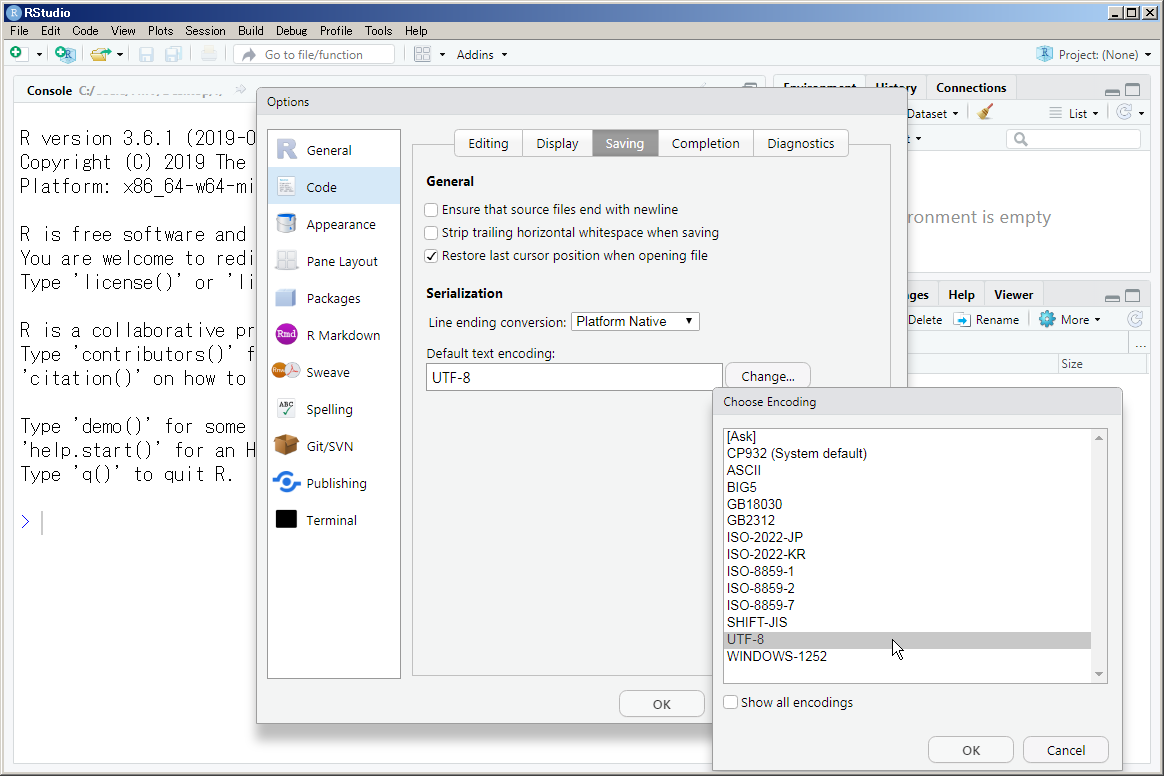 RStudio
File Edit Code View Plots Session Build Debug Profile Tools Help
Go to file/function Addins Project: (None)
Console C:/
R version 3.6.1 (2019-0
Copyright (C) 2019 The
Platform: x86_64-w64-mi
R is free software and
You are welcome to redi
Type 'license()' or 'li
R is a collaborative pr
Type 'contributors()' f
'citation()' on how to
Type 'demo()' for some
'help.start()' for an H
Type 'q()' to quit R.
>
Environment History Connections
Dataset List
ronment is empty
ges Help Viewer
Delete Rename More
...
Size
Options
General
Code
Appearance
Pane Layout
Packages
Rmd R Markdown
Rnw Sweave
ABC Spelling
Git/SVN
Publishing
Terminal
Editing Display Saving Completion Diagnostics
General
Ensure that source files end with newline
Strip trailing horizontal whitespace when saving
Restore last cursor position when opening file
Serialization
Line ending conversion: Platform Native
Default text encoding:
UTF-8 Change...
OK
Choose Encoding
[Ask]
CP932 (System default)
ASCII
BIG5
GB18030
GB2312
ISO-2022-JP
ISO-2022-KR
ISO-8859-1
ISO-8859-2
ISO-8859-7
SHIFT-JIS
UTF-8
WINDOWS-1252
Show all encodings
OK Cancel